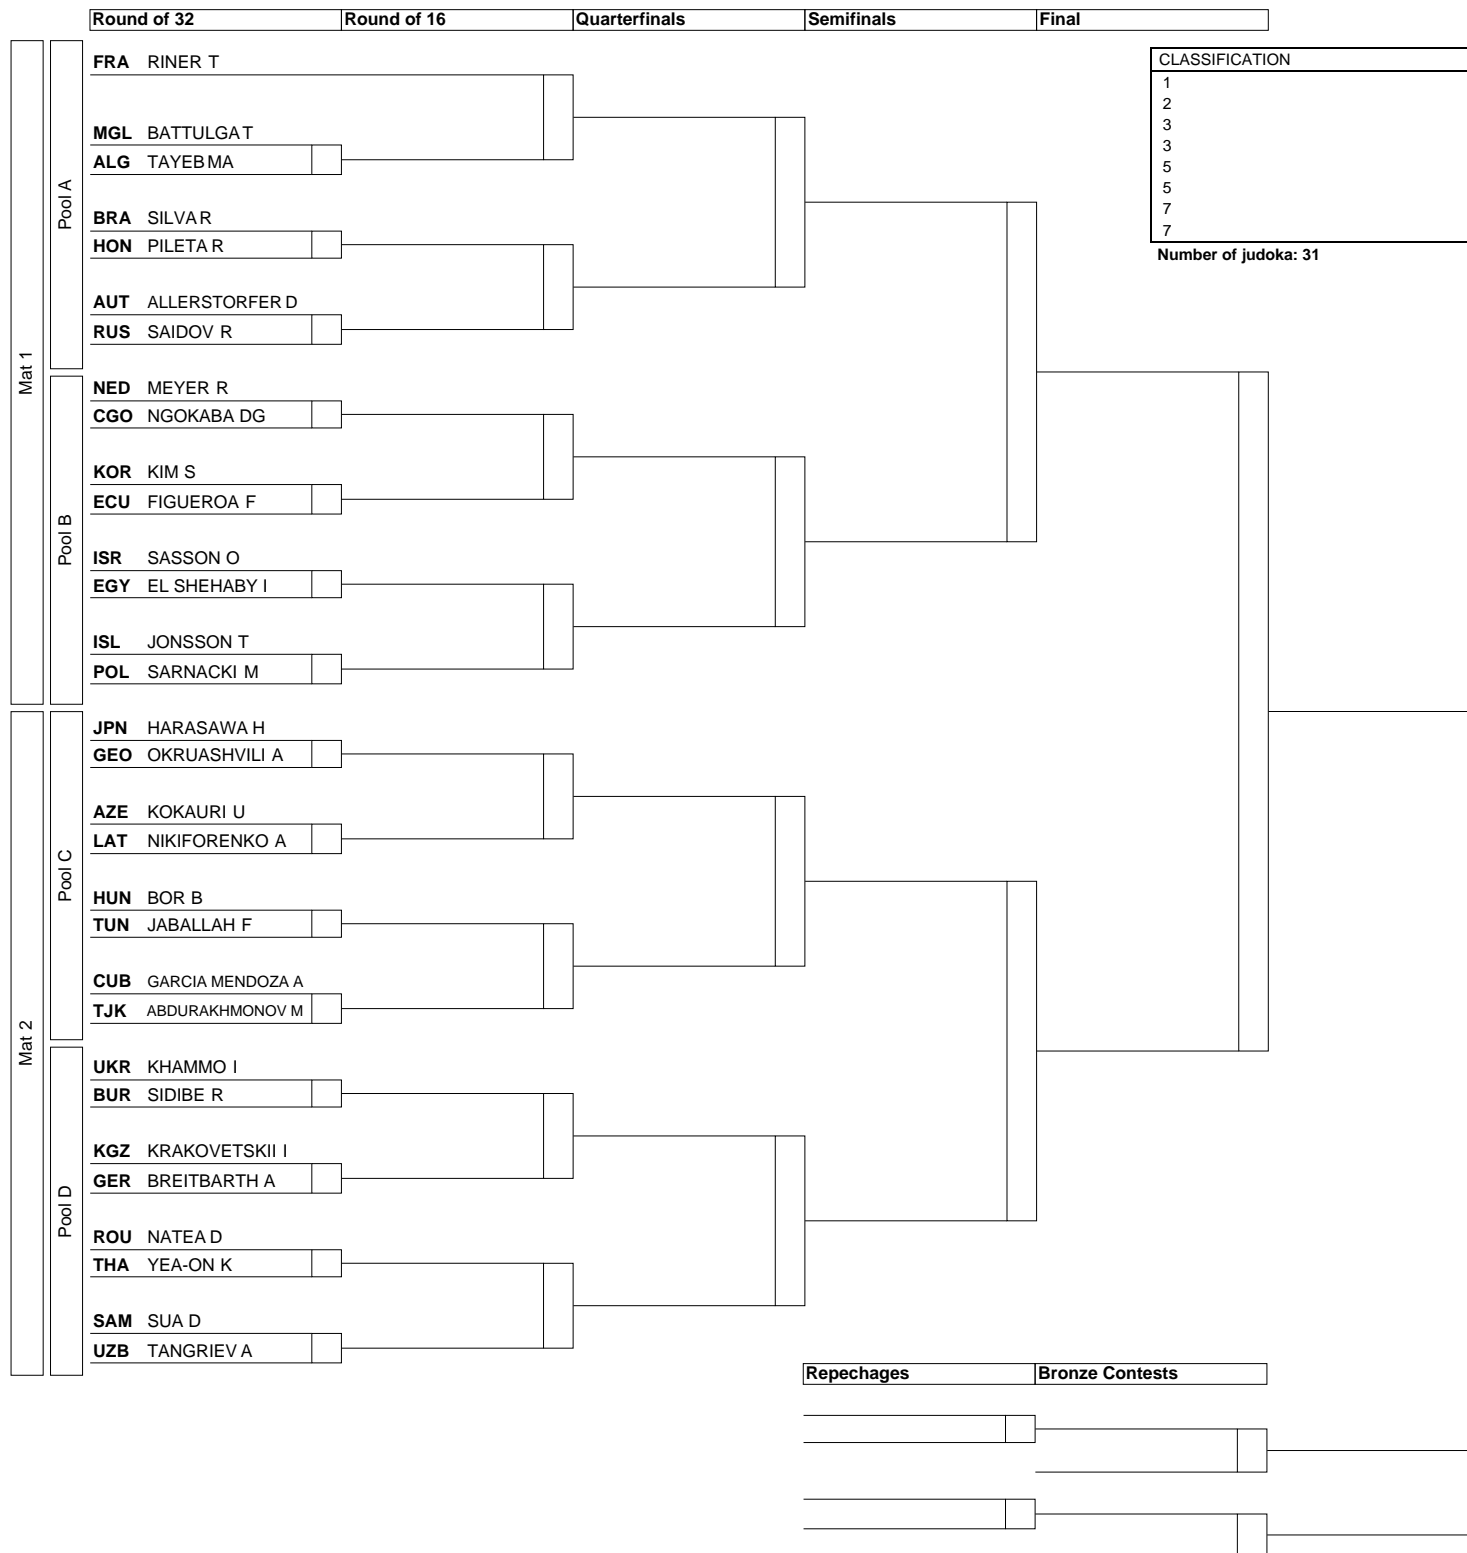 Round of 32 Round of 16 Quarterfinals Semifinals Final
CLASSIFICATION
1
2
3
3
5
5
7
7
Number of judoka: 31
Mat 1
Pool A
FRA RINER T
MGL BATTULGA T
ALG TAYEB MA
BRA SILVA R
HON PILETA R
AUT ALLERSTORFER D
RUS SAIDOV R
Pool B
NED MEYER R
CGO NGOKABA DG
KOR KIM S
ECU FIGUEROA F
ISR SASSON O
EGY EL SHEHABY I
ISL JONSSON T
POL SARNACKI M
Mat 2
Pool C
JPN HARASAWA H
GEO OKRUASHVILI A
AZE KOKAURI U
LAT NIKIFORENKO A
HUN BOR B
TUN JABALLAH F
CUB GARCIA MENDOZA A
TJK ABDURAKHMONOV M
Pool D
UKR KHAMMO I
BUR SIDIBE R
KGZ KRAKOVETSKII I
GER BREITBARTH A
ROU NATEA D
THA YEA-ON K
SAM SUA D
UZB TANGRIEV A
Repechages Bronze Contests